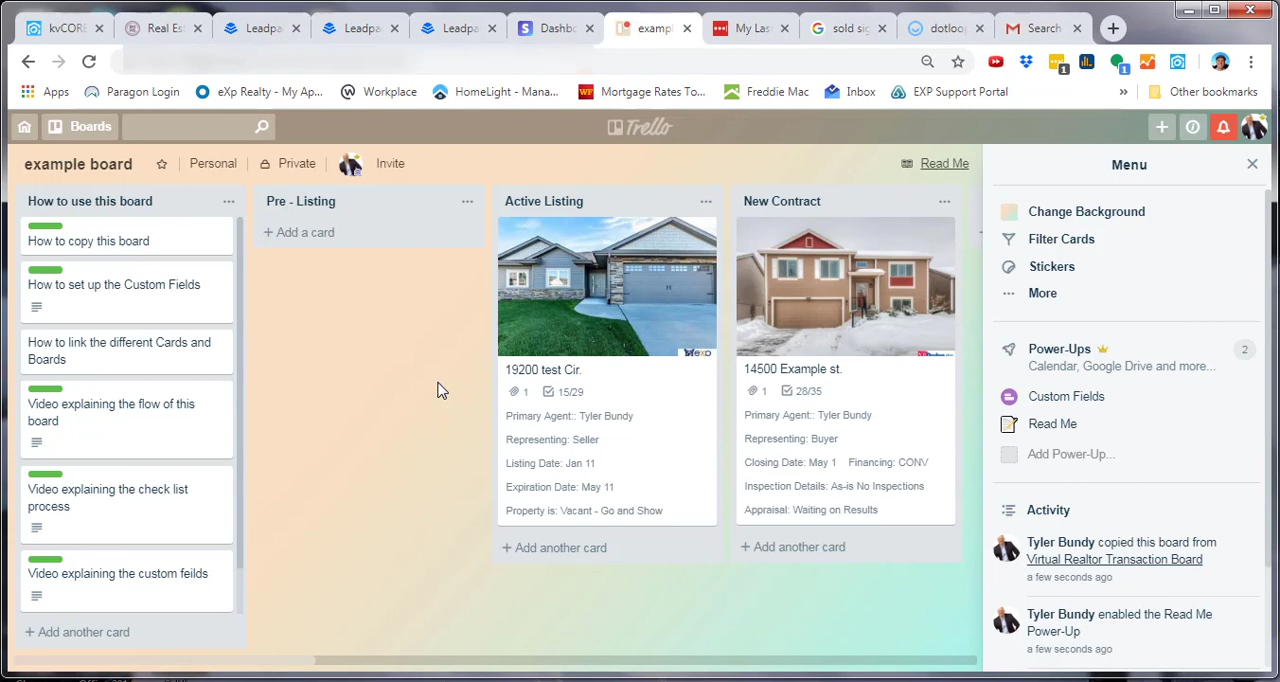 kvCORE
Real Est
Leadpa
Leadpa
Leadpa
Dashbo
exampl
My Las
sold sig
dotloop
Search
1
1
Apps
Paragon Login
eXp Realty - My Ap...
Workplace
HomeLight - Mana...
Mortgage Rates To...
Freddie Mac
Inbox
EXP Support Portal
»
Other bookmarks
Boards
Trello
example board
Personal
Private
Invite
Read Me
How to use this board
How to copy this board
How to set up the Custom Fields
How to link the different Cards and
Boards
Video explaining the flow of this
board
Video explaining the check list
process
Video explaining the custom feilds
+ Add another card
Pre - Listing
+ Add a card
Active Listing
exp
19200 test Cir.
1
15/29
Primary Agent:: Tyler Bundy
Representing: Seller
Listing Date: Jan 11
Expiration Date: May 11
Property is: Vacant - Go and Show
+ Add another card
New Contract
14500 Example st.
1
28/35
Primary Agent:: Tyler Bundy
Representing: Buyer
Closing Date: May 1 Financing: CONV
Inspection Details: As-is No Inspections
Appraisal: Waiting on Results
+ Add another card
Menu
Change Background
Filter Cards
Stickers
More
Power-Ups
2
Calendar, Google Drive and more...
Custom Fields
Read Me
Add Power-Up...
Activity
Tyler Bundy copied this board from
Virtual Realtor Transaction Board
a few seconds ago
Tyler Bundy enabled the Read Me
Power-Up
a few seconds ago